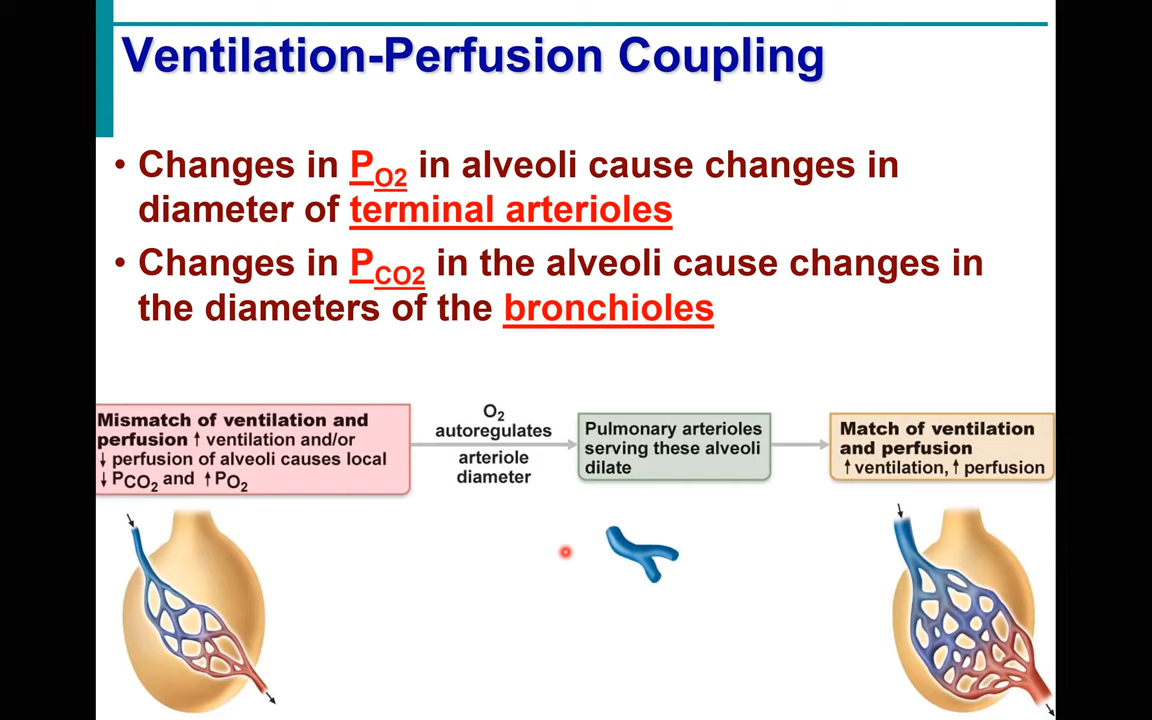 Ventilation-Perfusion Coupling
• Changes in PO2 in alveoli cause changes in
diameter of terminal arterioles
• Changes in PCO2 in the alveoli cause changes in
the diameters of the bronchioles
Mismatch of ventilation and
perfusion ↑ ventilation and/or
↓ perfusion of alveoli causes local
↓ PCO2 and ↑ PO2
O2
autoregulates
arteriole
diameter
Pulmonary arterioles
serving these alveoli
dilate
Match of ventilation
and perfusion
↑ ventilation, ↑ perfusion